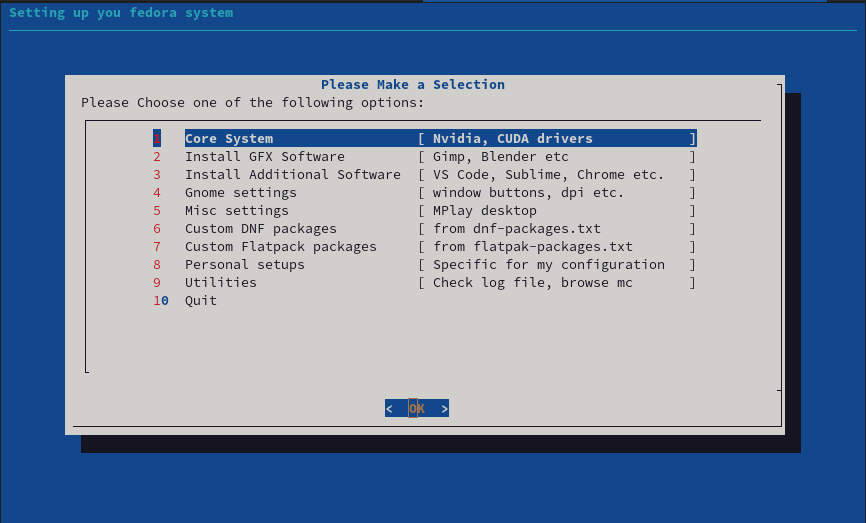 Setting up you fedora system
Please Make a Selection
Please Choose one of the following options:
1 Core System [ Nvidia, CUDA drivers ]
2 Install GFX Software [ Gimp, Blender etc ]
3 Install Additional Software [ VS Code, Sublime, Chrome etc. ]
4 Gnome settings [ window buttons, dpi etc. ]
5 Misc settings [ MPlay desktop ]
6 Custom DNF packages [ from dnf-packages.txt ]
7 Custom Flatpack packages [ from flatpak-packages.txt ]
8 Personal setups [ Specific for my configuration ]
9 Utilities [ Check log file, browse mc ]
10 Quit
< OK >